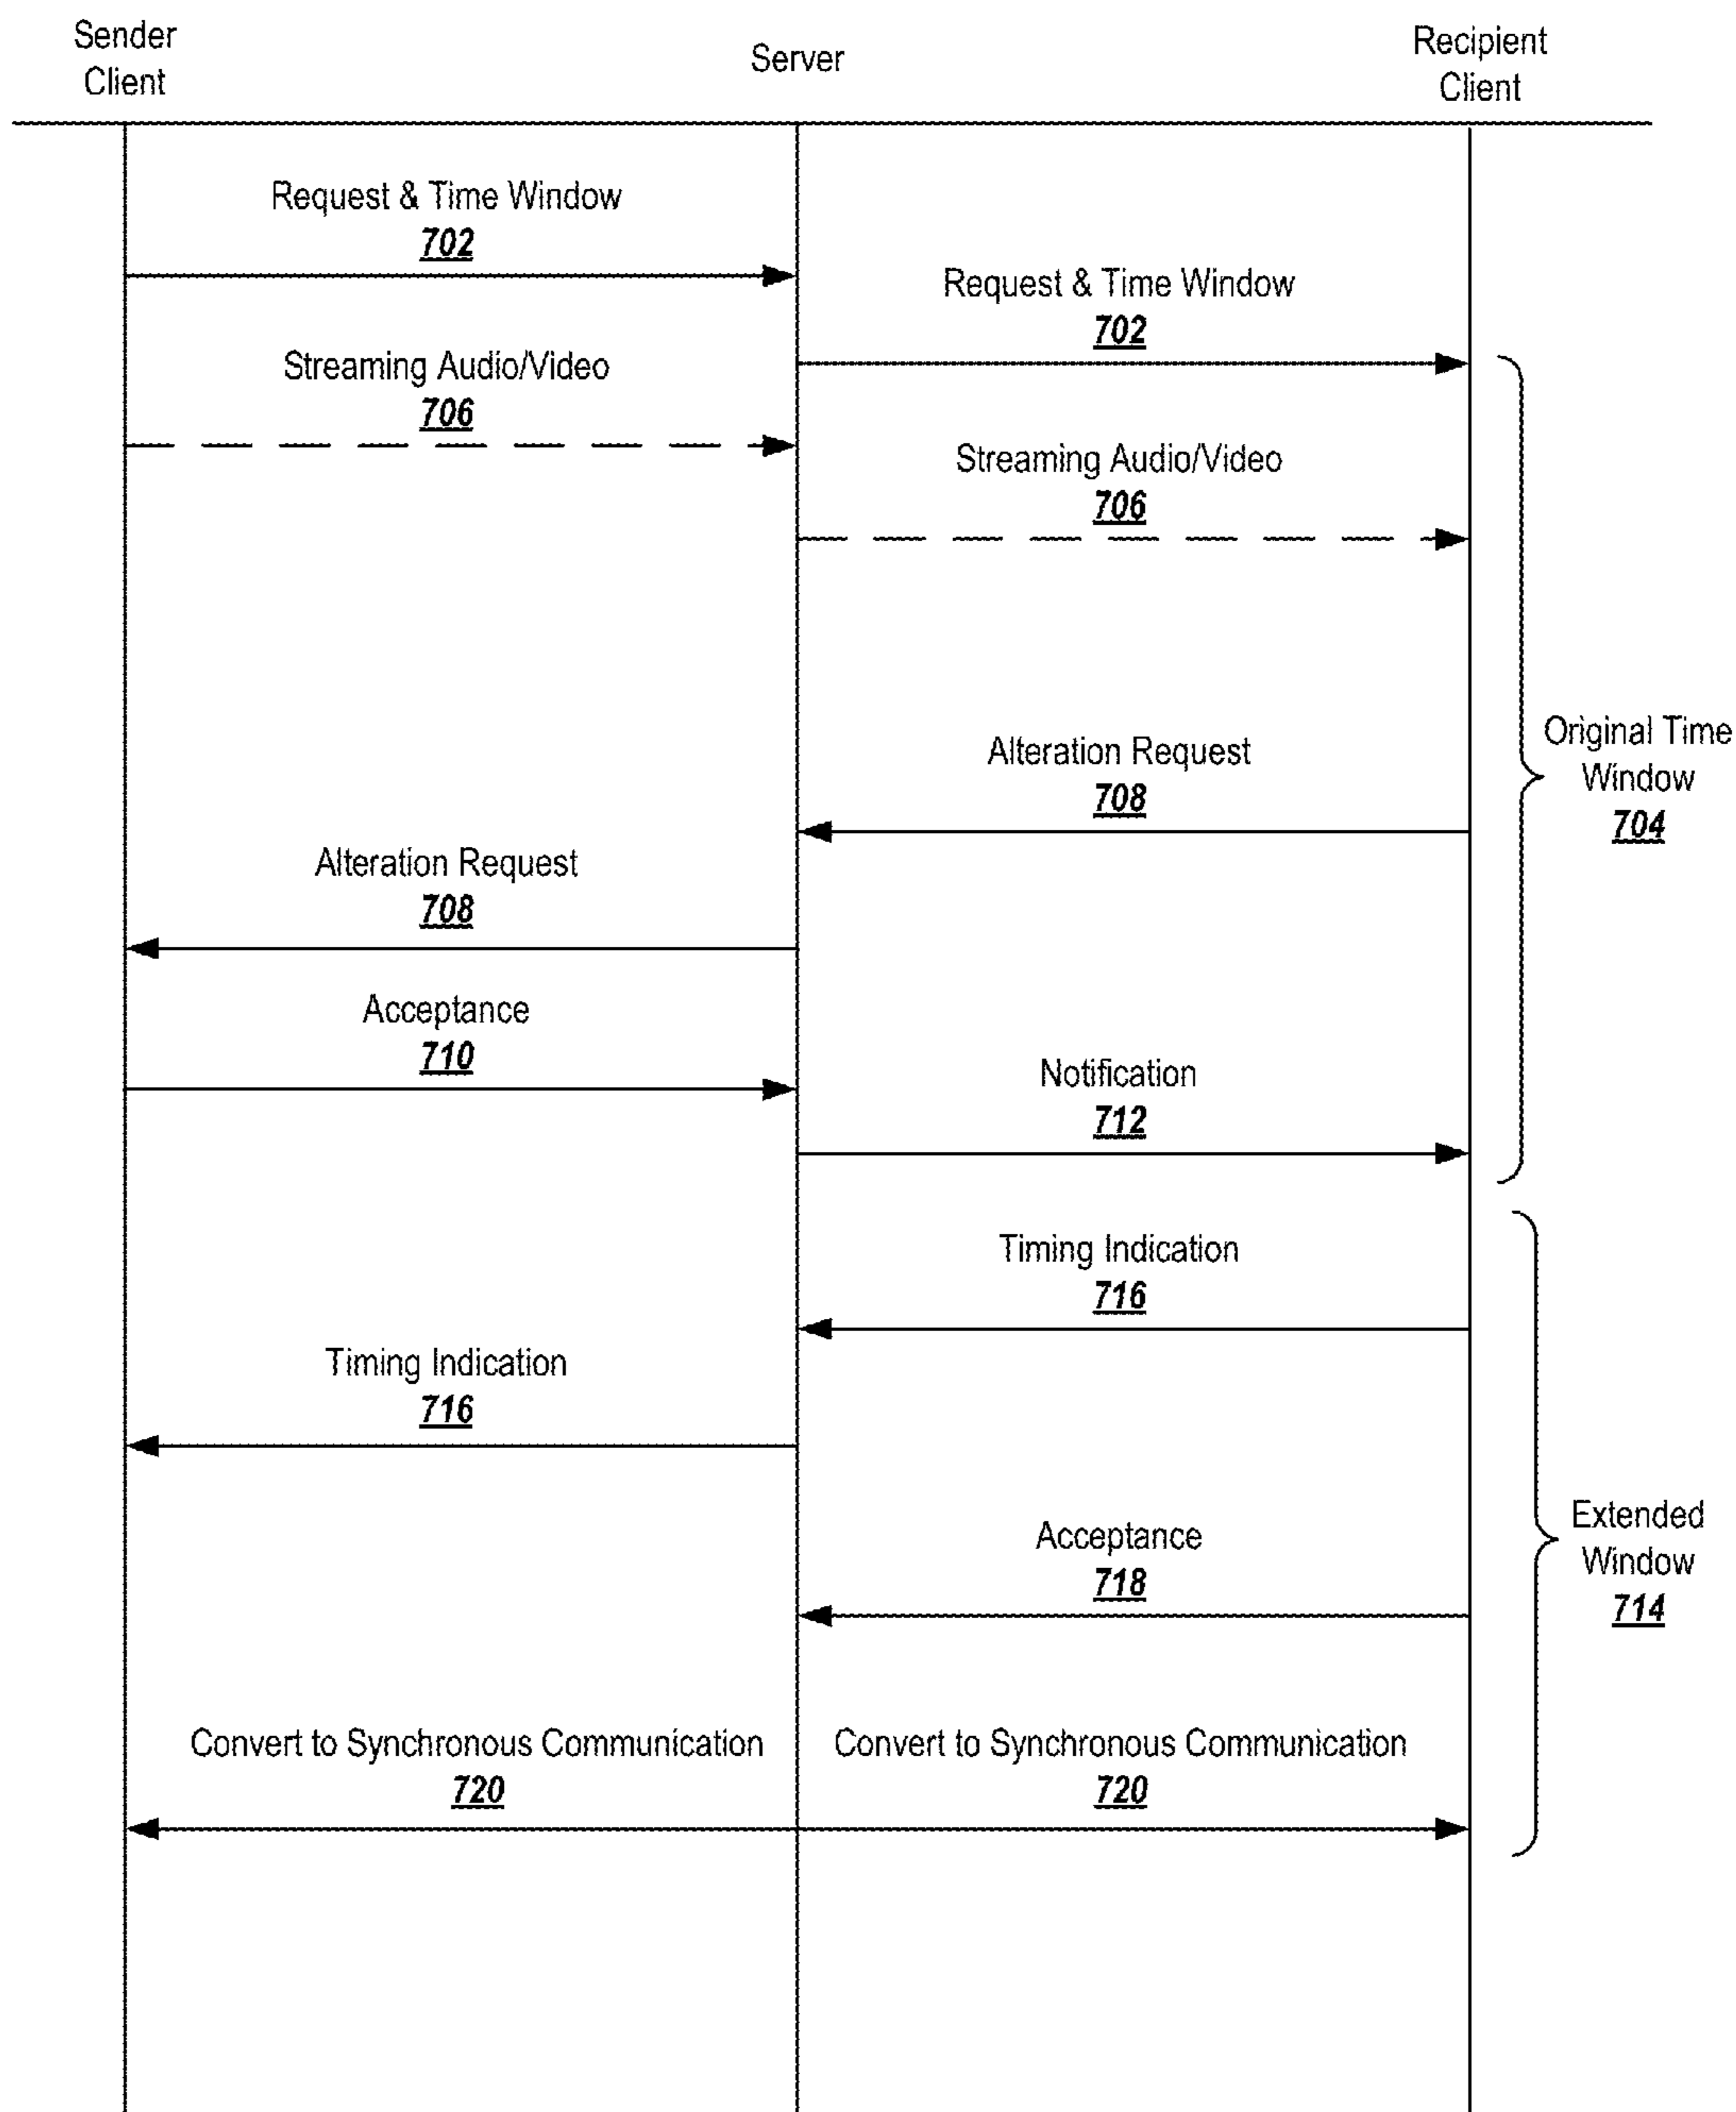 Sender
Client
Server
Recipient
Client
Request & Time Window
702
Request & Time Window
702
Streaming Audio/Video
706
Streaming Audio/Video
706
Original Time
Window
704
Alteration Request
708
Alteration Request
708
Acceptance
710
Notification
712
Timing Indication
716
Timing Indication
716
Extended
Window
714
Acceptance
718
Convert to Synchronous Communication
720
Convert to Synchronous Communication
720